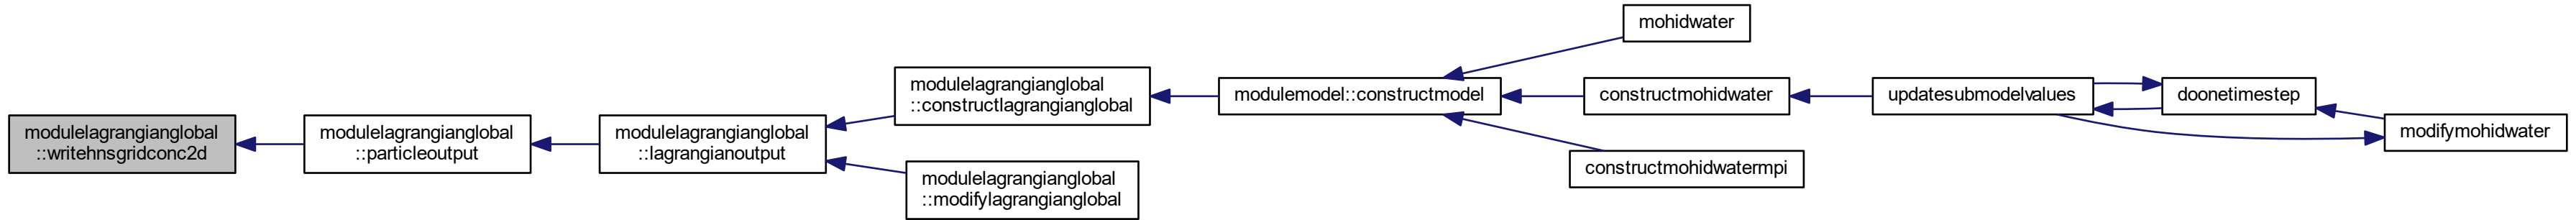 modulelagrangianglobal
::writehnsgridconc2d
modulelagrangianglobal
::particleoutput
modulelagrangianglobal
::lagrangianoutput
modulelagrangianglobal
::constructlagrangianglobal
modulelagrangianglobal
::modifylagrangianglobal
modulemodel::constructmodel
mohidwater
constructmohidwater
constructmohidwatermpi
updatesubmodelvalues
doonetimestep
modifymohidwater